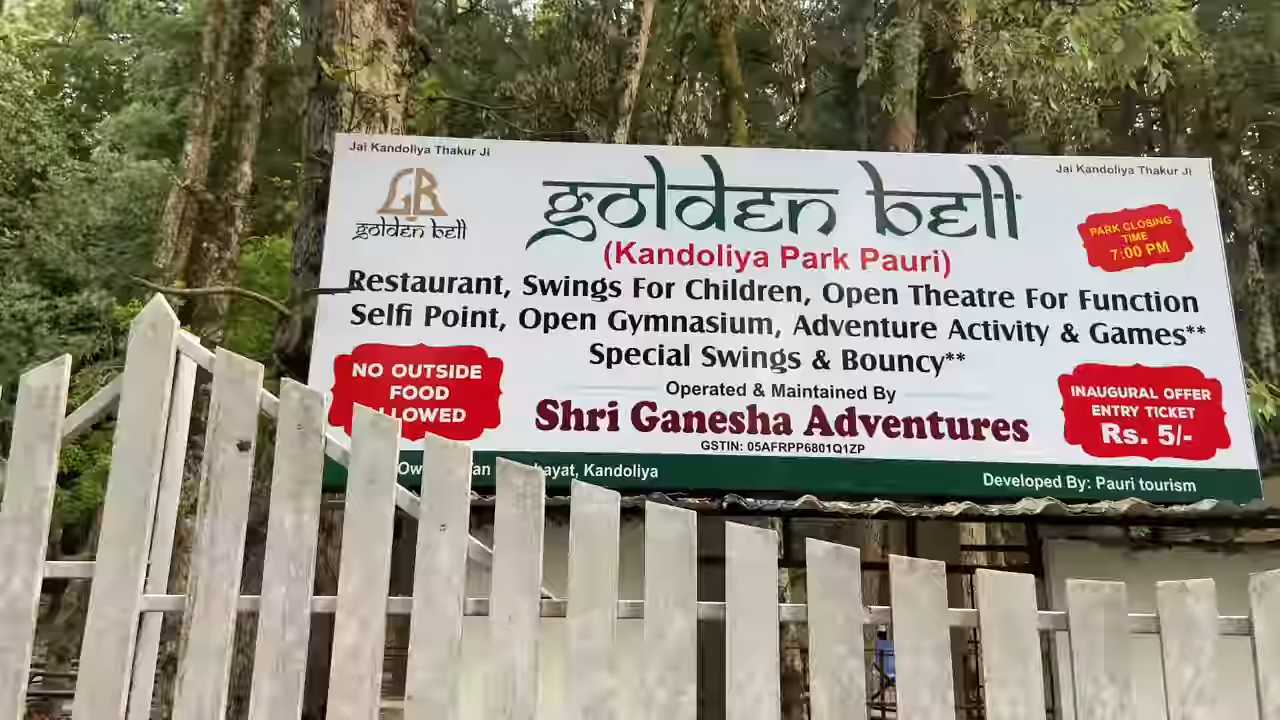 Jai Kandoliya Thakur Ji
Jai Kandoliya Thakur Ji
GB
golden bell
golden bell
(Kandoliya Park Pauri)
PARK CLOSING
TIME
7:00 PM
Restaurant, Swings For Children, Open Theatre For Function
Selfi Point, Open Gymnasium, Adventure Activity & Games**
Special Swings & Bouncy**
NO OUTSIDE
FOOD
Operated & Maintained By
Shri Ganesha Adventures
GSTIN: 05AFRPP6801Q1ZP
INAUGURAL OFFER
ENTRY TICKET
Rs. 5/-
Kandoliya
Developed By: Pauri tourism